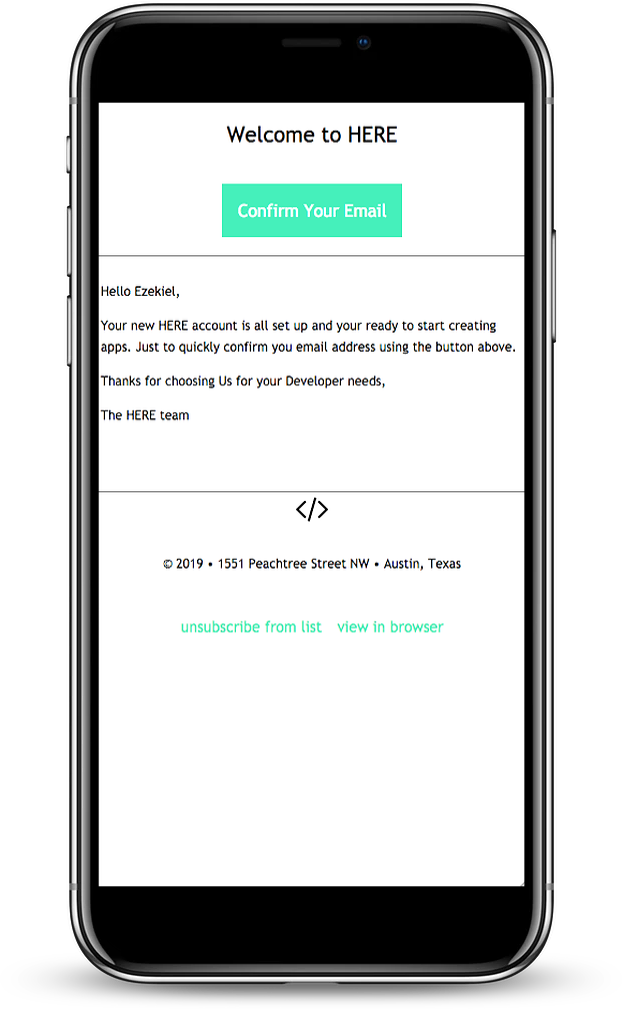 Welcome to HERE
Confirm Your Email
Hello Ezekiel,
Your new HERE account is all set up and your ready to start creating
apps. Just to quickly confirm you email address using the button above.
Thanks for choosing Us for your Developer needs,
The HERE team
</>
© 2019 • 1551 Peachtree Street NW • Austin, Texas
unsubscribe from list view in browser